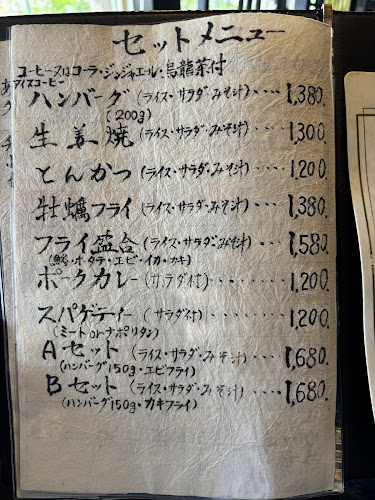 セットメニュー
コーヒー又はコーラ・ジンジャエール・烏龍茶付
アイスコーヒー
ハンバーグ(ライス・サラダ・みそ汁)‥‥1,380.
(200g)
生姜焼(ライス・サラダ・みそ汁)‥‥1,300.
とんかつ(ライス・サラダ・みそ汁)‥‥1,200.
牡蠣フライ(ライス・サラダ・みそ汁)‥‥1,380.
フライ盛合(ライス・サラダ・みそ汁)‥‥1,580.
ホタテ・エビ・イカ・カキ)
ポークカレー(サラダ付)‥‥‥1,200.
スパゲティー(サラダ付)‥‥‥1,200.
(ミートorナポリタン)
Aセット(ライス・サラダ・みそ汁)‥‥‥1,680.
(ハンバーグ150g・エビフライ)
Bセット(ライス・サラダ・みそ汁)‥‥‥1,680.
(ハンバーグ150g・カキフライ)